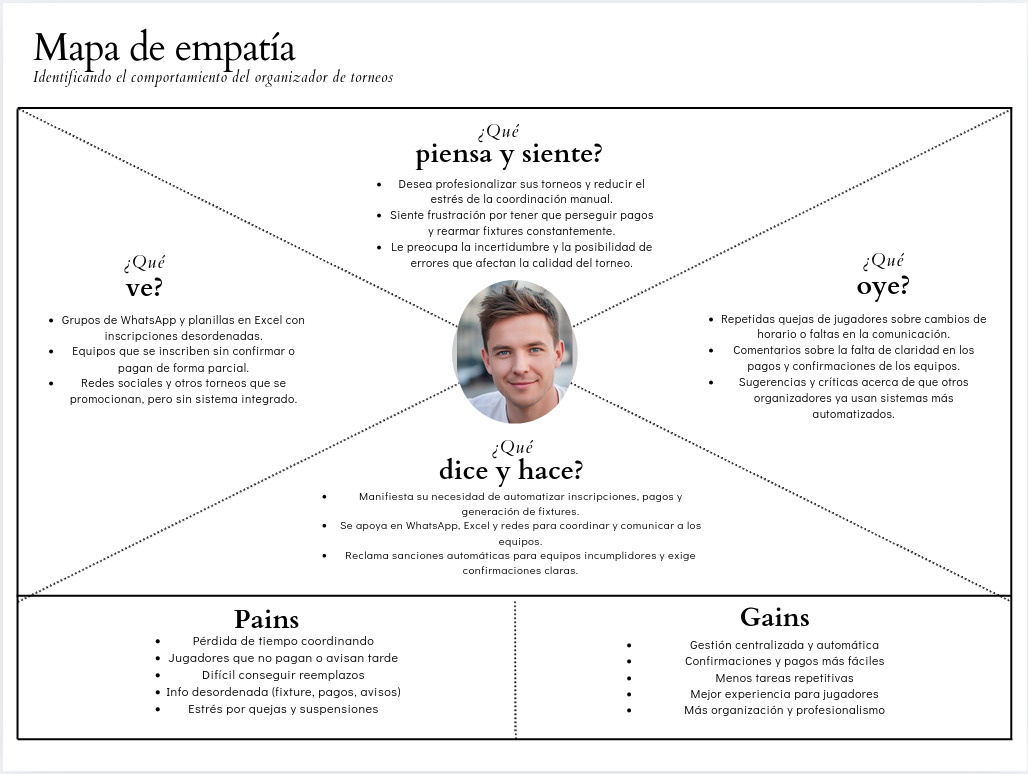 Mapa de empatía
Identificando el comportamiento del organizador de torneos
¿Qué
piensa y siente?
• Desea profesionalizar sus torneos y reducir el
estrés de la coordinación manual.
• Siente frustración por tener que perseguir pagos
y rearmar fixtures constantemente.
• Le preocupa la incertidumbre y la posibilidad de
errores que afectan la calidad del torneo.
¿Qué
ve?
• Grupos de WhatsApp y planillas en Excel con
inscripciones desordenadas.
• Equipos que se inscriben sin confirmar o
pagan de forma parcial.
• Redes sociales y otros torneos que se
promocionan, pero sin sistema integrado.
¿Qué
oye?
• Repetidas quejas de jugadores sobre cambios de
horario o faltas en la comunicación.
• Comentarios sobre la falta de claridad en los
pagos y confirmaciones de los equipos.
• Sugerencias y críticas acerca de que otros
organizadores ya usan sistemas más
automatizados.
¿Qué
dice y hace?
• Manifiesta su necesidad de automatizar inscripciones, pagos y
generación de fixtures.
• Se apoya en WhatsApp, Excel y redes para coordinar y comunicar a los
equipos.
• Reclama sanciones automáticas para equipos incumplidores y exige
confirmaciones claras.
Pains
• Pérdida de tiempo coordinando
• Jugadores que no pagan o avisan tarde
• Difícil conseguir reemplazos
• Info desordenada (fixture, pagos, avisos)
• Estrés por quejas y suspensiones
Gains
• Gestión centralizada y automática
• Confirmaciones y pagos más fáciles
• Menos tareas repetitivas
• Mejor experiencia para jugadores
• Más organización y profesionalismo